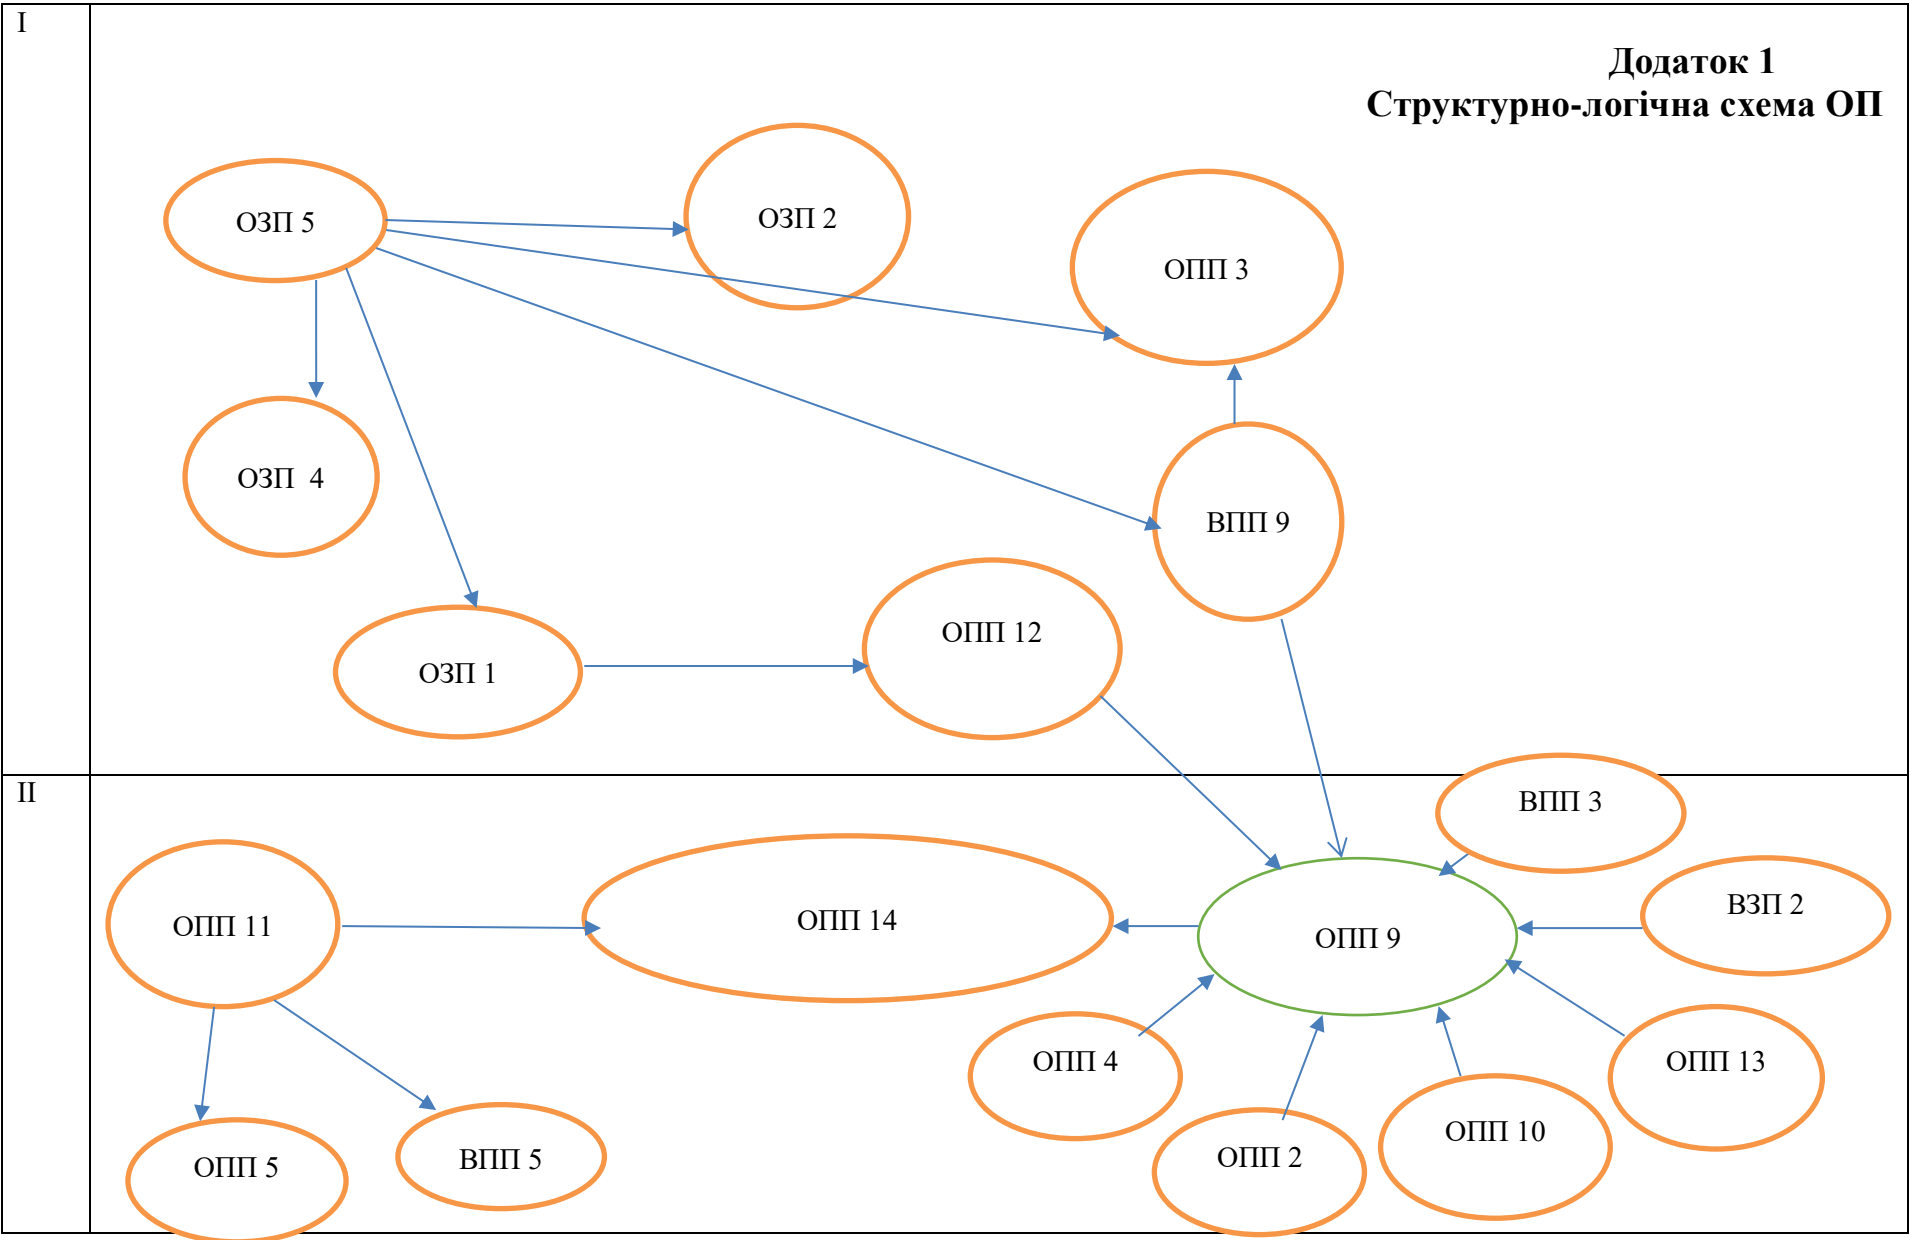 I
Додаток 1
Структурно-логічна схема ОП
ОЗП 5
ОЗП 2
ОПП 3
ОЗП 4
ВПП 9
ОПП 12
ОЗП 1
II
ВПП 3
ВЗП 2
ОПП 11
ОПП 14
ОПП 9
ОПП 4
ОПП 13
ОПП 10
ОПП 5
ВПП 5
ОПП 2